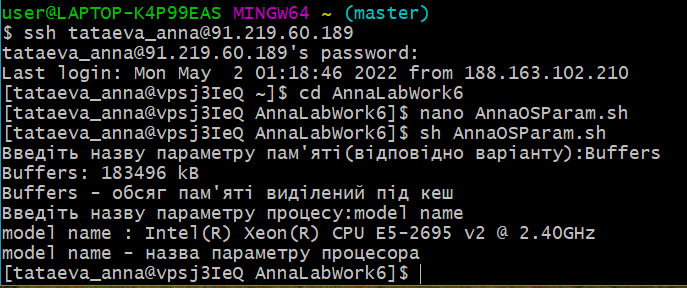 user@LAPTOP-K4P99EAS MINGW64 ~ (master)
$ ssh tataeva_anna@91.219.60.189
tataeva_anna@91.219.60.189's password:
Last login: Mon May  2 01:18:46 2022 from 188.163.102.210
[tataeva_anna@vpsj3IeQ ~]$ cd AnnaLabWork6
[tataeva_anna@vpsj3IeQ AnnaLabWork6]$ nano AnnaOSParam.sh
[tataeva_anna@vpsj3IeQ AnnaLabWork6]$ sh AnnaOSParam.sh
Введіть назву параметру пам'яті(відповідно варіанту):Buffers
Buffers: 183496 kB
Buffers - обсяг пам'яті виділений під кеш
Введіть назву параметру процесу:model name
model name : Intel(R) Xeon(R) CPU E5-2695 v2 @ 2.40GHz
model name - назва параметру процесора
[tataeva_anna@vpsj3IeQ AnnaLabWork6]$